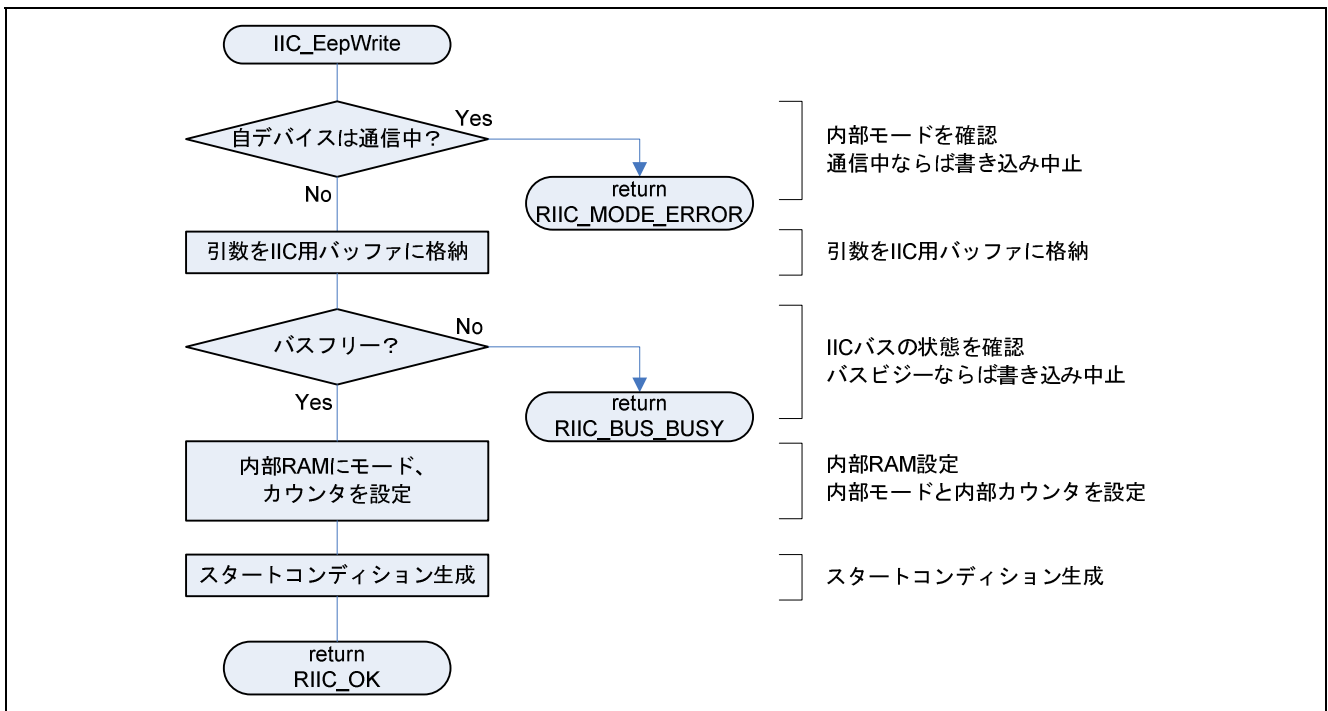 IIC_EepWrite
自デバイスは通信中？
Yes
No
return
RIIC_MODE_ERROR
内部モードを確認
通信中ならば書き込み中止
引数をIIC用バッファに格納
引数をIIC用バッファに格納
バスフリー？
No
Yes
return
RIIC_BUS_BUSY
IICバスの状態を確認
バスビジーならば書き込み中止
内部RAMにモード、
カウンタを設定
内部RAM設定
内部モードと内部カウンタを設定
スタートコンディション生成
スタートコンディション生成
return
RIIC_OK